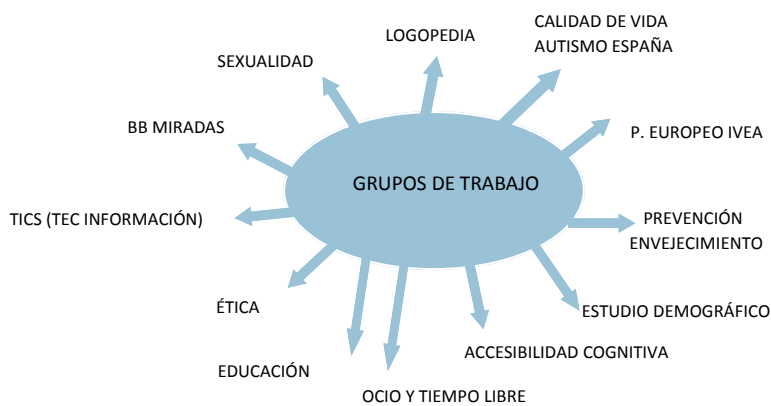 CALIDAD DE VIDA
AUTISMO ESPAÑA
LOGOPEDIA
SEXUALIDAD
BB MIRADAS
P. EUROPEO IVEA
GRUPOS DE TRABAJO
TICS (TEC INFORMACIÓN)
PREVENCIÓN
ENVEJECIMIENTO
ÉTICA
ESTUDIO DEMOGRÁFICO
ACCESIBILIDAD COGNITIVA
EDUCACIÓN
OCIO Y TIEMPO LIBRE